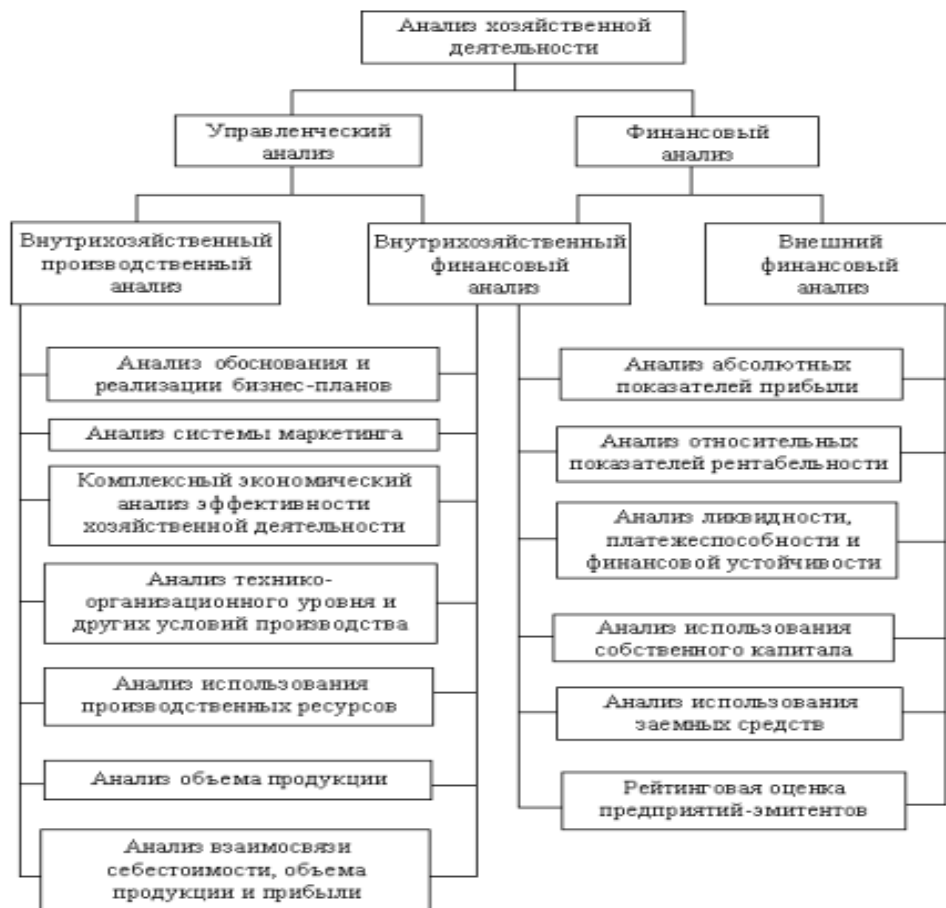 Анализ хозяйственной
деятельности
Управленческий
анализ
Финансовый
анализ
Внутрихозяйственный
производственный
анализ
Внутрихозяйственный
финансовый
анализ
Внешний
финансовый
анализ
Анализ обоснования и
реализации бизнес-планов
Анализ системы маркетинга
Комплексный экономический
анализ эффективности
хозяйственной деятельности
Анализ технико-
организационного уровня и
других условий производства
Анализ использования
производственных ресурсов
Анализ объема продукции
Анализ взаимосвязи
себестоимости, объема
продукции и прибыли
Анализ абсолютных
показателей прибыли
Анализ относительных
показателей рентабельности
Анализ ликвидности,
платежеспособности и
финансовой устойчивости
Анализ использования
собственного капитала
Анализ использования
заемных средств
Рейтинговая оценка
предприятий-эмитентов